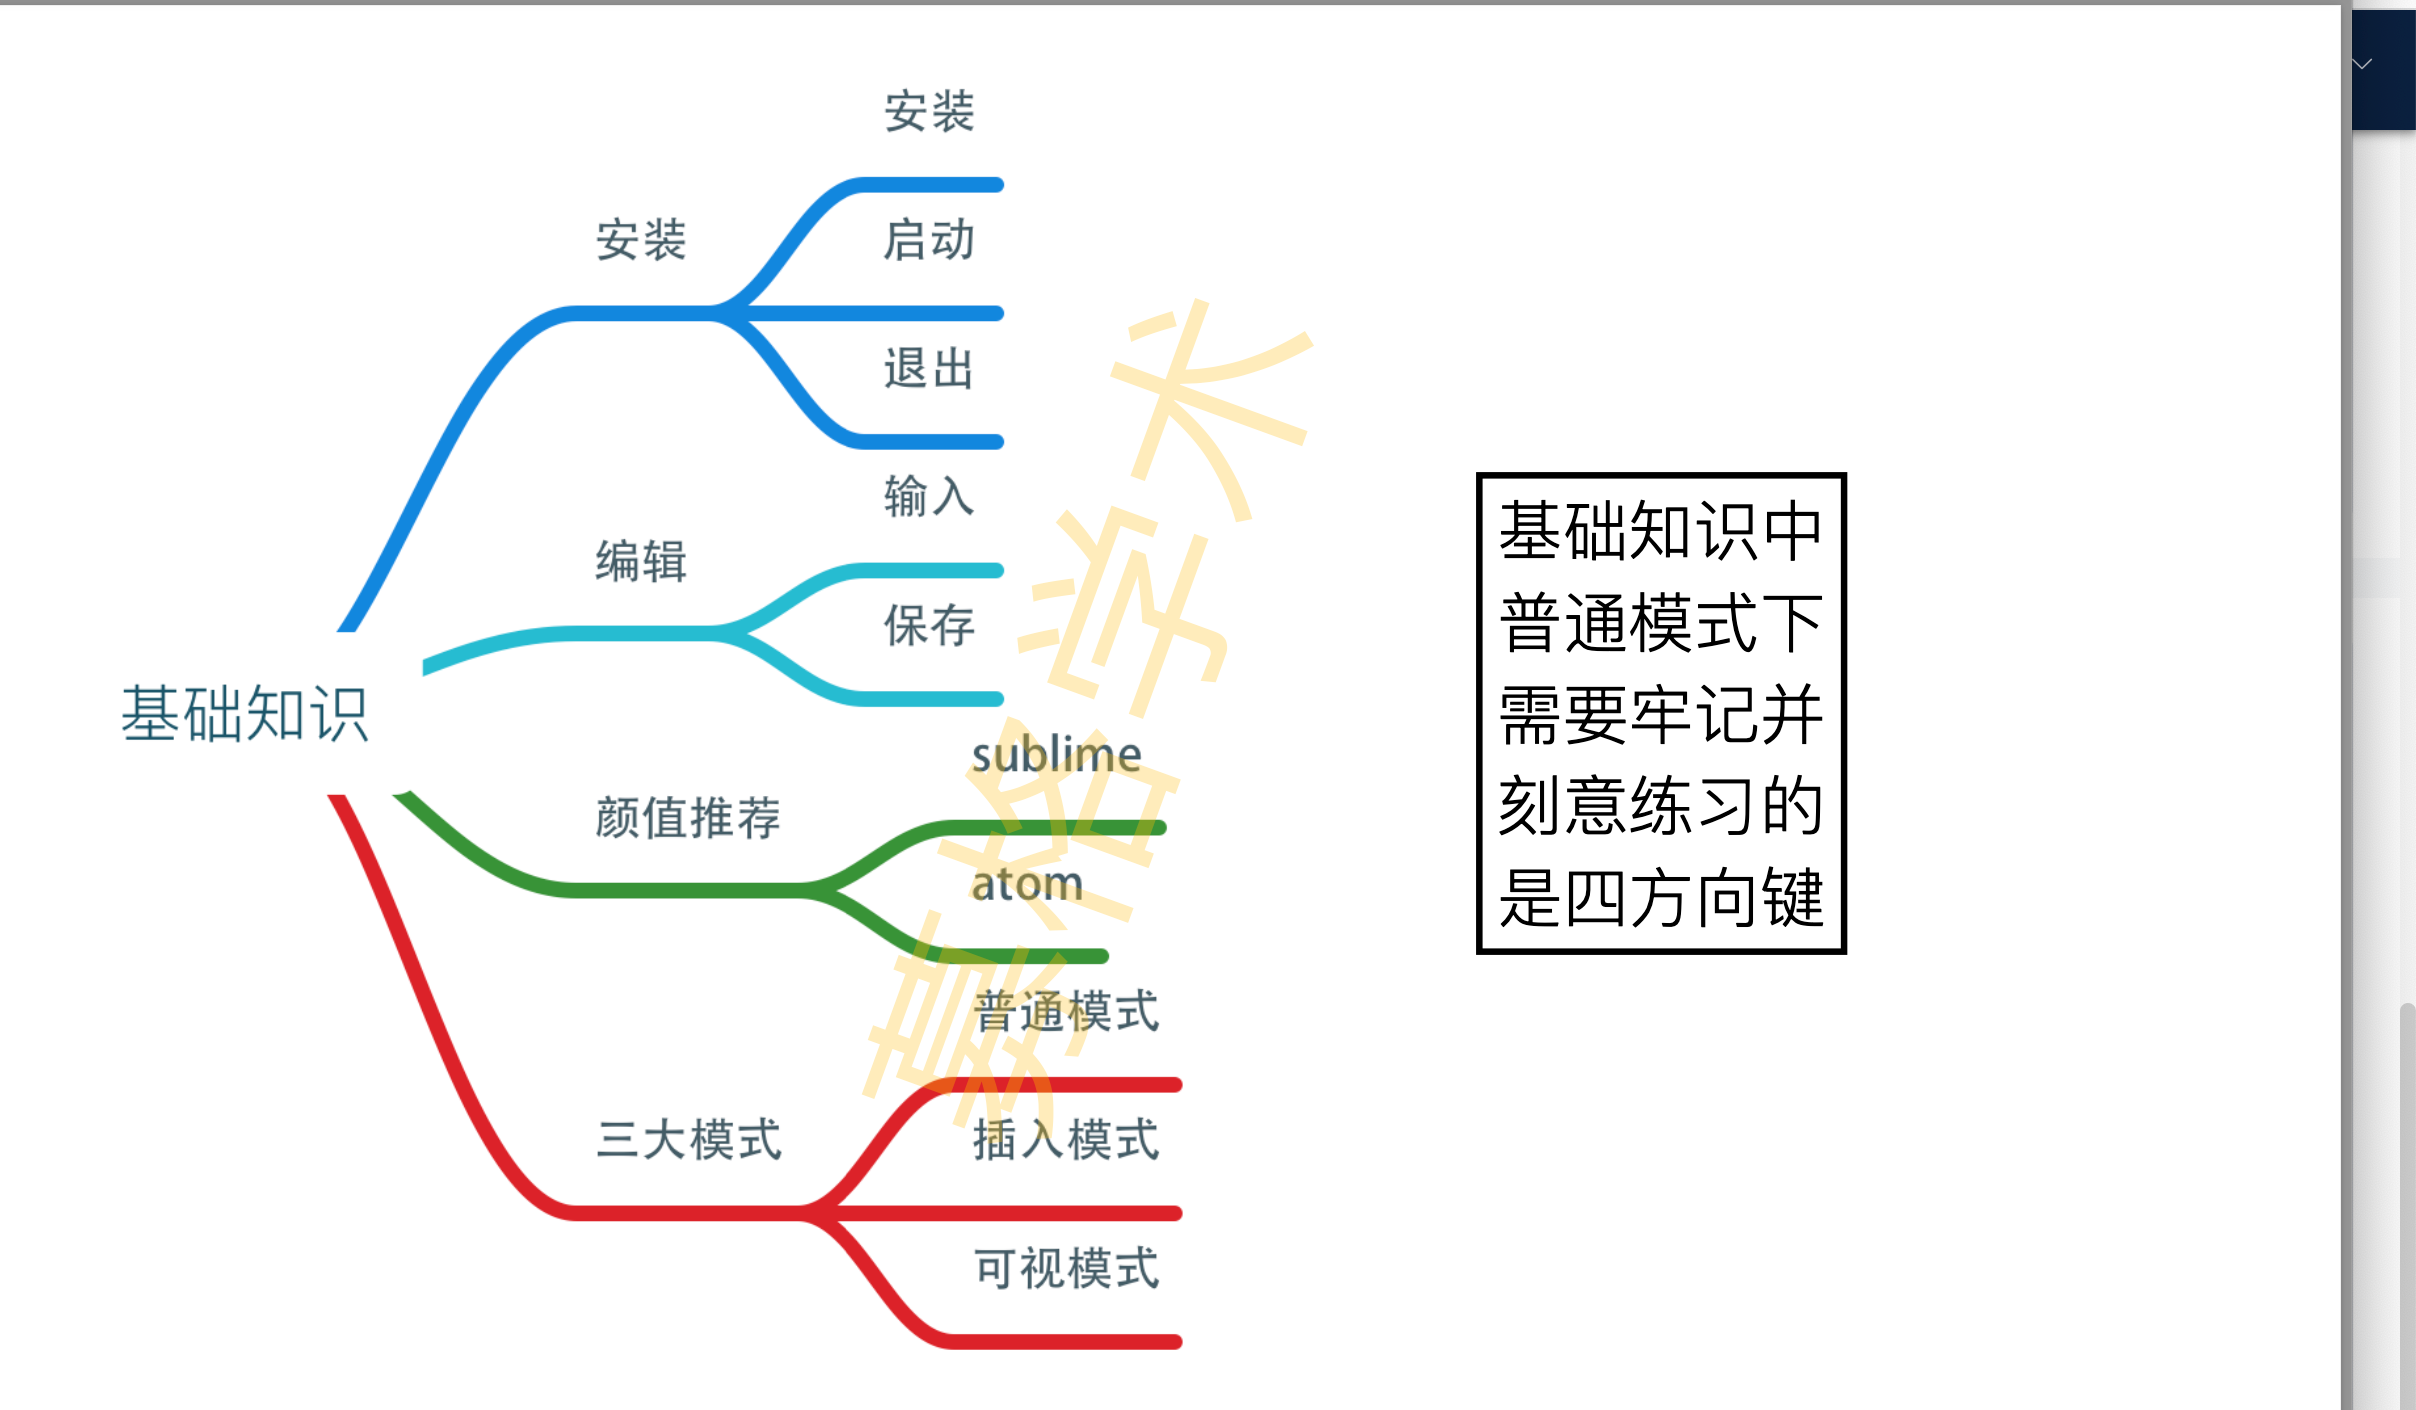 安装
安装
启动
退出
编辑
输入
保存
基础知识
颜值推荐
sublime
atom
三大模式
普通模式
插入模式
可视模式
基础知识中
普通模式下
需要牢记并
刻意练习的
是四方向键